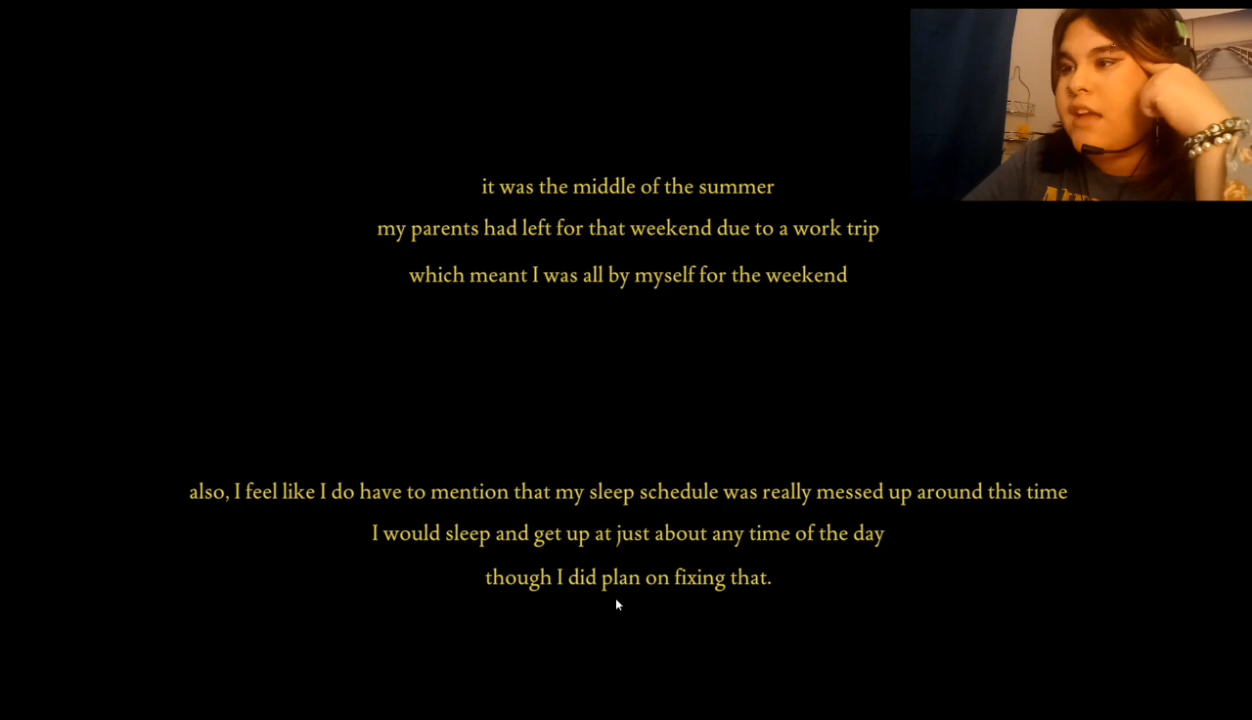 it was the middle of the summer
my parents had left for that weekend due to a work trip
which meant I was all by myself for the weekend
also, I feel like I do have to mention that my sleep schedule was really messed up around this time
I would sleep and get up at just about any time of the day
though I did plan on fixing that.